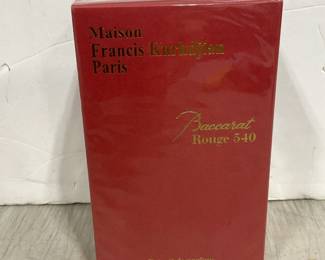 Maison
Francis Kurkdjian
Paris
Baccarat
Rouge 540